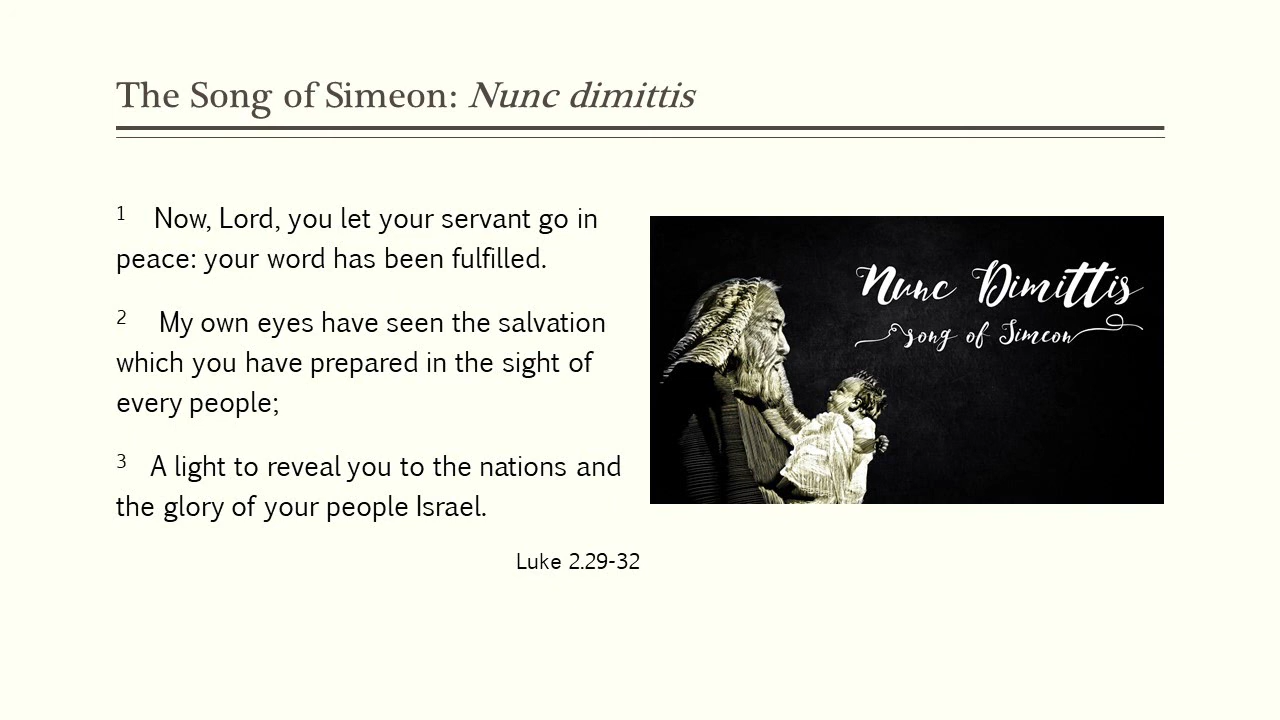 The Song of Simeon: Nunc dimittis
1 Now, Lord, you let your servant go in
peace: your word has been fulfilled.
2 My own eyes have seen the salvation
which you have prepared in the sight of
every people;
3 A light to reveal you to the nations and
the glory of your people Israel.
Luke 2.29-32
Nunc Dimittis
song of Simeon